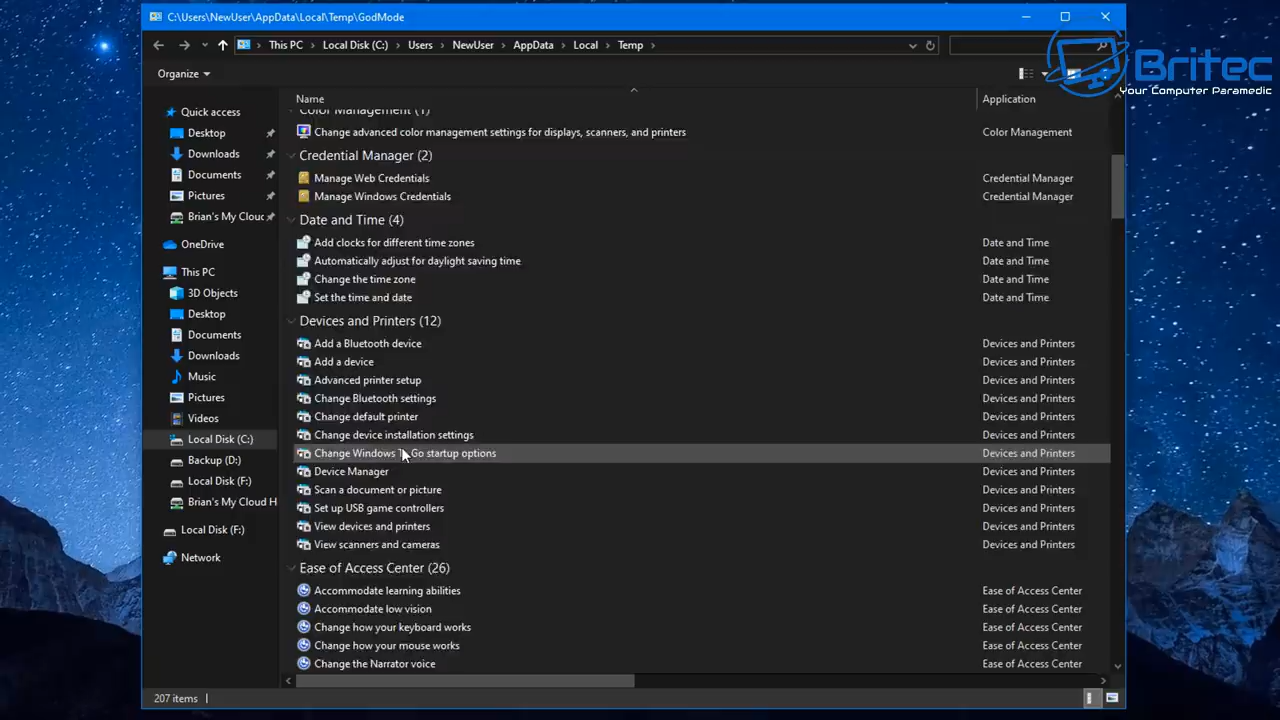 C:\Users\NewUser\AppData\Local\Temp\GodMode
This PC > Local Disk (C:) > Users > NewUser > AppData > Local > Temp >
Britec
Your Computer Paramedic
Organize
Name
Application
Color Management (1)
Change advanced color management settings for displays, scanners, and printers
Color Management
Credential Manager (2)
Manage Web Credentials
Credential Manager
Manage Windows Credentials
Credential Manager
Date and Time (4)
Add clocks for different time zones
Date and Time
Automatically adjust for daylight saving time
Date and Time
Change the time zone
Date and Time
Set the time and date
Date and Time
Devices and Printers (12)
Add a Bluetooth device
Devices and Printers
Add a device
Devices and Printers
Advanced printer setup
Devices and Printers
Change Bluetooth settings
Devices and Printers
Change default printer
Devices and Printers
Change device installation settings
Devices and Printers
Change Windows To Go startup options
Devices and Printers
Device Manager
Devices and Printers
Scan a document or picture
Devices and Printers
Set up USB game controllers
Devices and Printers
View devices and printers
Devices and Printers
View scanners and cameras
Devices and Printers
Ease of Access Center (26)
Accommodate learning abilities
Ease of Access Center
Accommodate low vision
Ease of Access Center
Change how your keyboard works
Ease of Access Center
Change how your mouse works
Ease of Access Center
Change the Narrator voice
Ease of Access Center
Quick access
Desktop
Downloads
Documents
Pictures
Brian's My Cloud
OneDrive
This PC
3D Objects
Desktop
Documents
Downloads
Music
Pictures
Videos
Local Disk (C:)
Backup (D:)
Local Disk (F:)
Brian's My Cloud H
Local Disk (F:)
Network
207 items